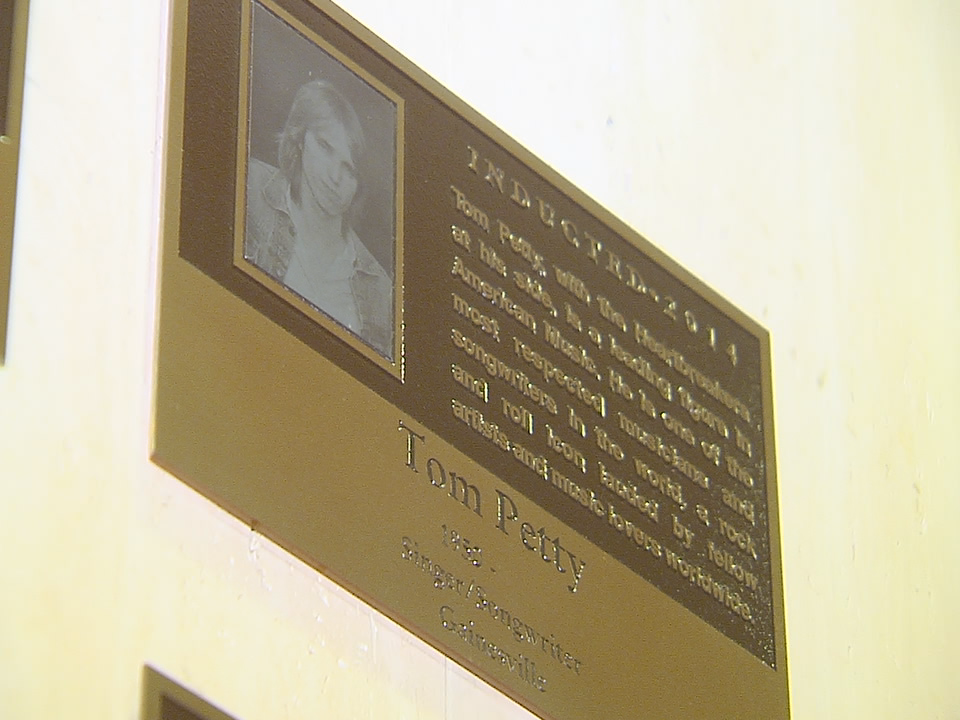 INDUCTED • 2014
Tom Petty, with the Heartbreakers
at his side, is a leading figure in
American Music. He is one of the
most respected musicians and
songwriters in the world, a rock
and roll icon lauded by fellow
artists and music lovers worldwide.
Tom Petty
1950 -
Singer/Songwriter
Gainesville